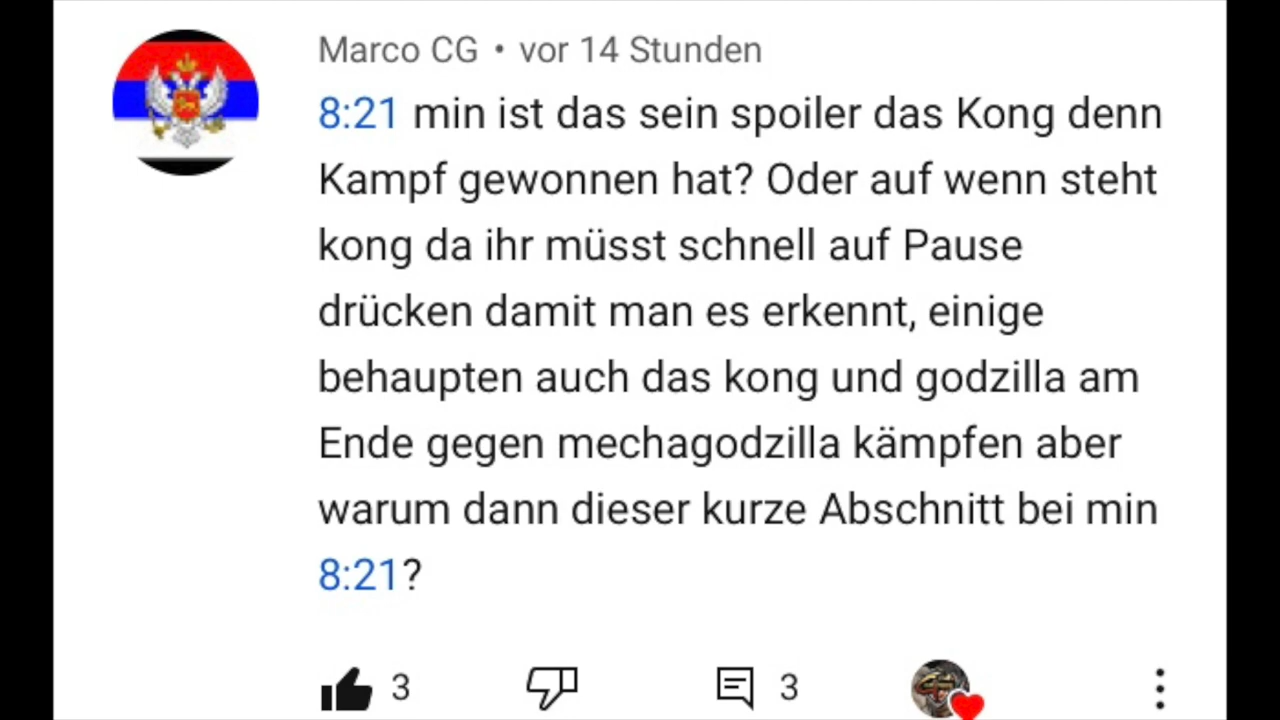 Marco CG • vor 14 Stunden
8:21 min ist das sein spoiler das Kong denn
Kampf gewonnen hat? Oder auf wenn steht
kong da ihr müsst schnell auf Pause
drücken damit man es erkennt, einige
behaupten auch das kong und godzilla am
Ende gegen mechagodzilla kämpfen aber
warum dann dieser kurze Abschnitt bei min
8:21?
3 3